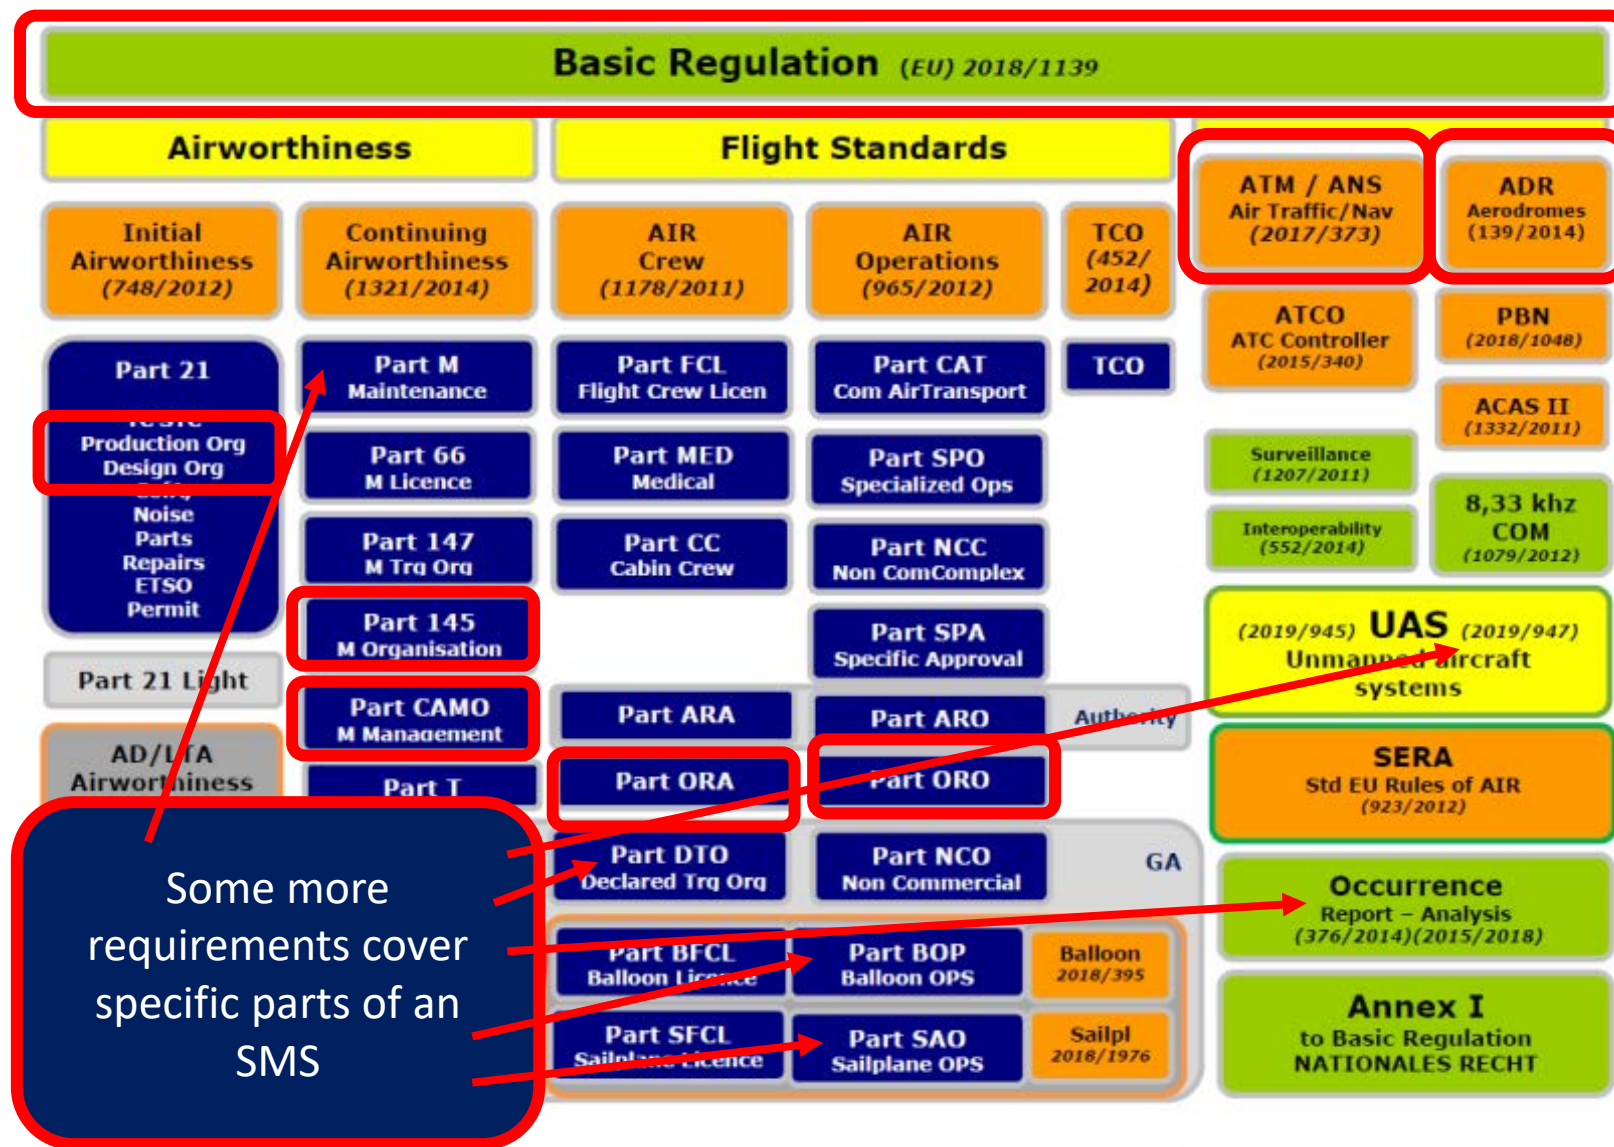 Basic Regulation (EU) 2018/1139
Airworthiness
Flight Standards
Initial
Airworthiness
(748/2012)
Continuing
Airworthiness
(1321/2014)
AIR
Crew
(1178/2011)
AIR
Operations
(965/2012)
TCO
(452/
2014)
ATM / ANS
Air Traffic/Nav
(2017/373)
ADR
Aerodromes
(139/2014)
ATCO
ATC Controller
(2015/340)
PBN
(2018/1048)
ACAS II
(1332/2011)
Surveillance
(1207/2011)
Interoperability
(552/2014)
8,33 khz
COM
(1079/2012)
(2019/945) UAS (2019/947)
Unmanned aircraft
systems
SERA
Std EU Rules of AIR
(923/2012)
Occurrence
Report – Analysis
(376/2014)(2015/2018)
Annex I
to Basic Regulation
NATIONALES RECHT
Part 21
Production Org
Design Org
Noise
Parts
Repairs
ETSO
Permit
Part 21 Light
AD/LTA
Airworthiness
Part M
Maintenance
Part 66
M Licence
Part 147
M Trg Org
Part 145
M Organisation
Part CAMO
M Management
Part T
Part FCL
Flight Crew Licen
Part MED
Medical
Part CC
Cabin Crew
Part ARA
Part ORA
Part DTO
Declared Trg Org
Part BFCL
Balloon Licence
Part SFCL
Sailplane Licence
Part CAT
Com AirTransport
Part SPO
Specialized Ops
Part NCC
Non ComComplex
Part SPA
Specific Approval
Part ARO
Part ORO
Part NCO
Non Commercial
Part BOP
Balloon OPS
Part SAO
Sailplane OPS
TCO
Authority
GA
Balloon
2018/395
Sailpl
2018/1976
Some more
requirements cover
specific parts of an
SMS